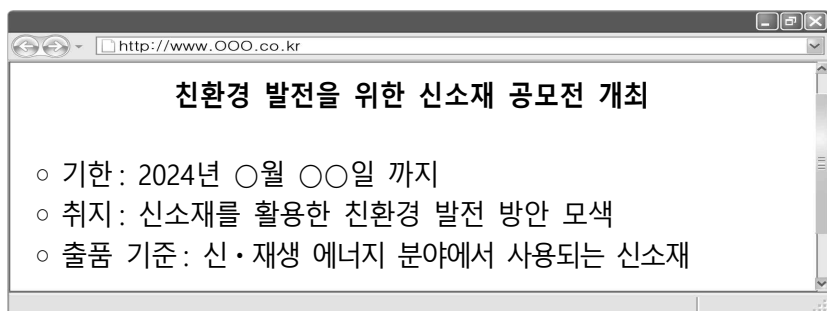 http://www.OOO.co.kr
친환경 발전을 위한 신소재 공모전 개최
○ 기한 : 2024년 ○월 ○○일 까지
○ 취지 : 신소재를 활용한 친환경 발전 방안 모색
○ 출품 기준 : 신・재생 에너지 분야에서 사용되는 신소재